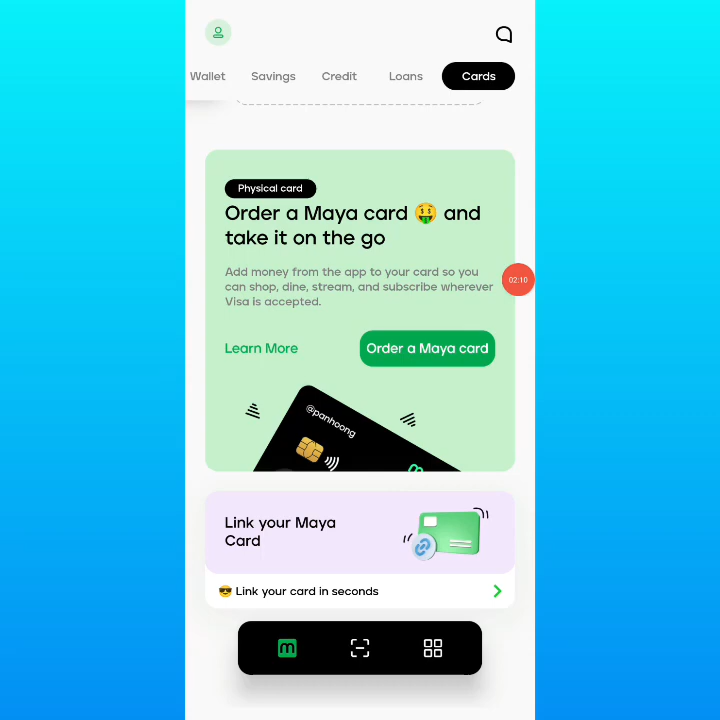 Wallet Savings Credit Loans Cards
Physical card
Order a Maya card 🤑 and
take it on the go
Add money from the app to your card so you
can shop, dine, stream, and subscribe wherever
Visa is accepted.
02:10
Learn More
Order a Maya card
@panhoong
m
Link your Maya
Card
😎 Link your card in seconds
m